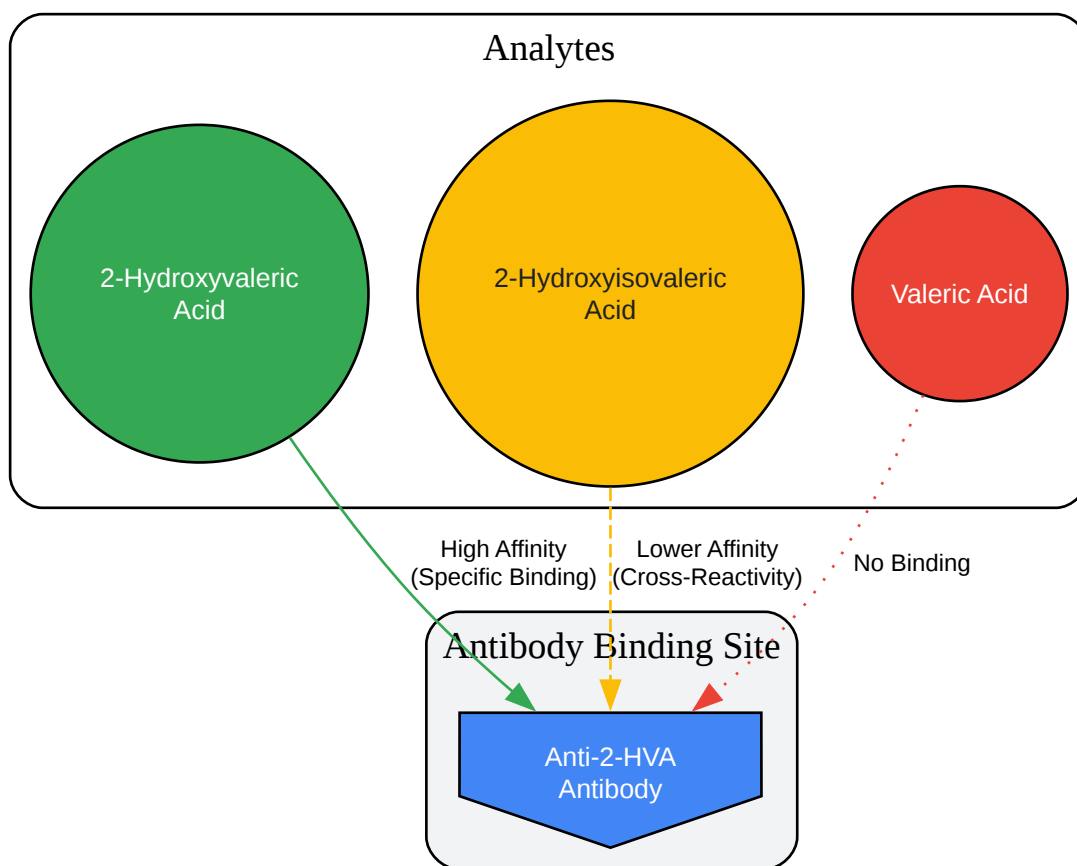 Analytes
2-Hydroxyvaleric
Acid
2-Hydroxyisovaleric
Acid
Valeric Acid
High Affinity
(Specific Binding)
Lower Affinity
(Cross-Reactivity)
No Binding
Antibody Binding Site
Anti-2-HVA
Antibody